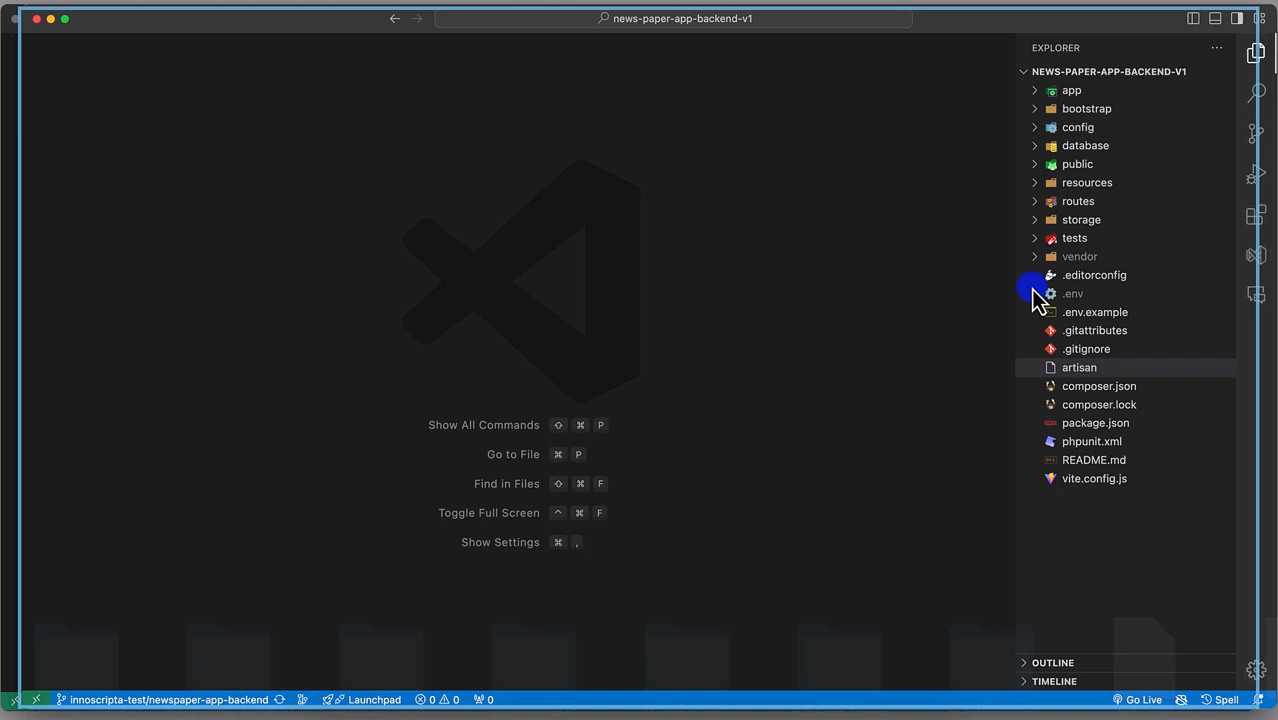 news-paper-app-backend-v1
EXPLORER
NEWS-PAPER-APP-BACKEND-V1
app
bootstrap
config
database
public
resources
routes
storage
tests
vendor
.editorconfig
.env
.env.example
.gitattributes
.gitignore
artisan
composer.json
composer.lock
package.json
phpunit.xml
README.md
vite.config.js
Show All Commands ⇧ ⌘ P
Go to File ⌘ P
Find in Files ⇧ ⌘ F
Toggle Full Screen ^ ⌘ F
Show Settings ⌘ ,
OUTLINE
TIMELINE
innoscripta-test/newspaper-app-backend Launchpad 0 0 0 Go Live Spell